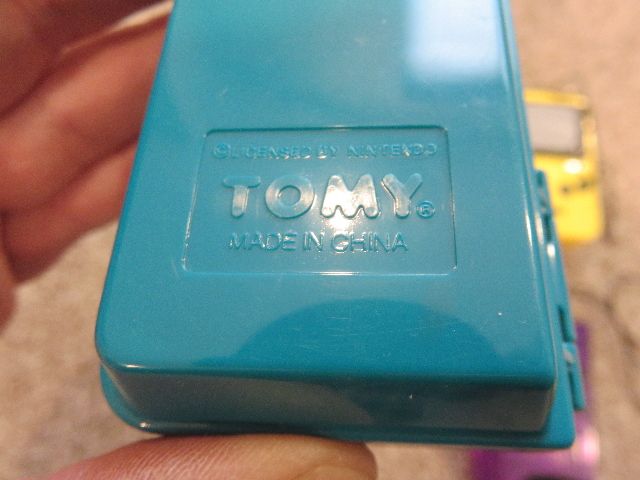 ©LICENSED BY NINTENDO
TOMY®
MADE IN CHINA